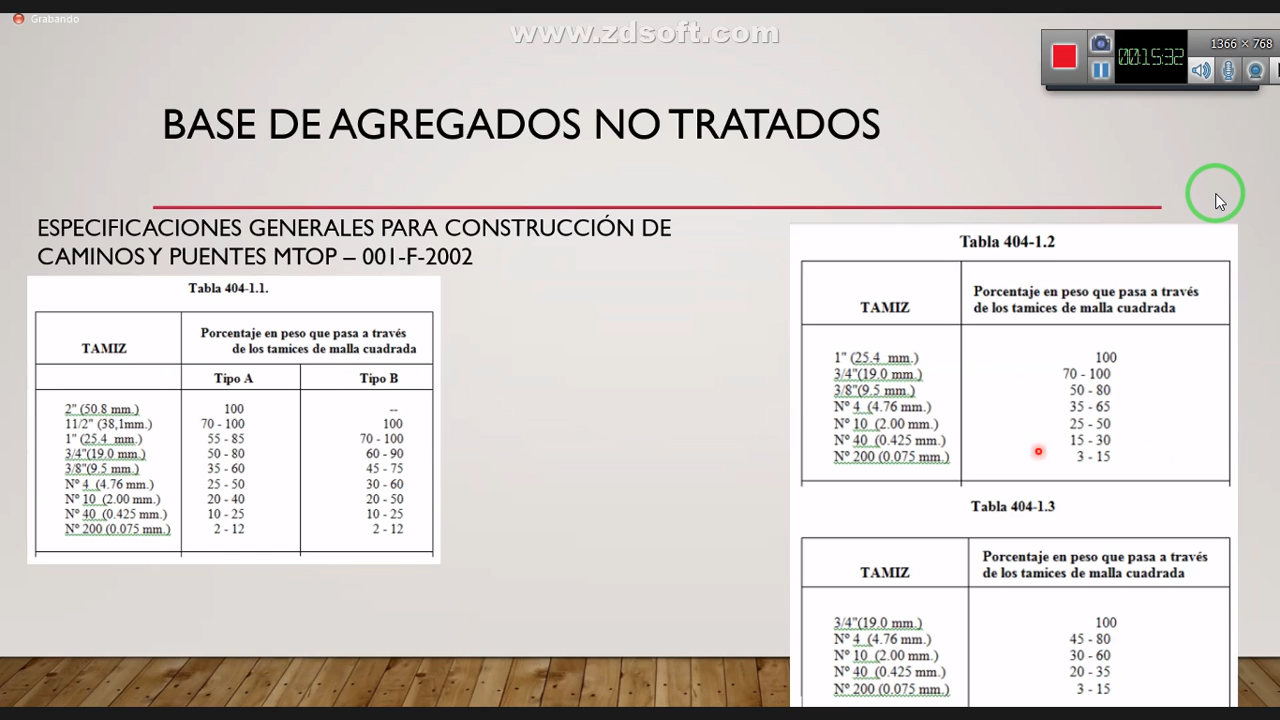 Grabando
www.zdsoft.com
1366 × 768
00:15:32
BASE DE AGREGADOS NO TRATADOS
ESPECIFICACIONES GENERALES PARA CONSTRUCCIÓN DE
CAMINOS Y PUENTES MTOP – 001-F-2002
Tabla 404-1.1.
TAMIZ Porcentaje en peso que pasa a través
de los tamices de malla cuadrada
Tipo A Tipo B
2" (50.8 mm.) 100 --
11/2" (38,1mm.) 70 - 100 100
1" (25.4 mm.) 55 - 85 70 - 100
3/4"(19.0 mm.) 50 - 80 60 - 90
3/8"(9.5 mm.) 35 - 60 45 - 75
Nº 4 (4.76 mm.) 25 - 50 30 - 60
Nº 10 (2.00 mm.) 20 - 40 20 - 50
Nº 40 (0.425 mm.) 10 - 25 10 - 25
Nº 200 (0.075 mm.) 2 - 12 2 - 12
Tabla 404-1.2
TAMIZ Porcentaje en peso que pasa a través
de los tamices de malla cuadrada
1" (25.4 mm.) 100
3/4"(19.0 mm.) 70 - 100
3/8"(9.5 mm.) 50 - 80
Nº 4 (4.76 mm.) 35 - 65
Nº 10 (2.00 mm.) 25 - 50
Nº 40 (0.425 mm.) 15 - 30
Nº 200 (0.075 mm.) 3 - 15
Tabla 404-1.3
TAMIZ Porcentaje en peso que pasa a través
de los tamices de malla cuadrada
3/4"(19.0 mm.) 100
Nº 4 (4.76 mm.) 45 - 80
Nº 10 (2.00 mm.) 30 - 60
Nº 40 (0.425 mm.) 20 - 35
Nº 200 (0.075 mm.) 3 - 15